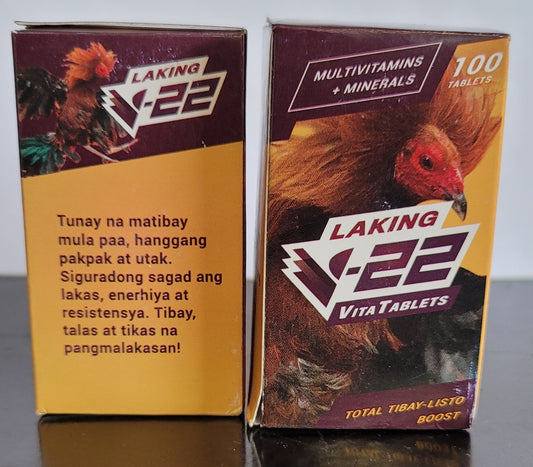 LAKING
V-22
Tunay na matibay
mula paa, hanggang
pakpak at utak.
Siguradong sagad ang
lakas, enerhiya at
resistensya. Tibay,
talas at tikas na
pangmalakasan!
MULTIVITAMINS
+ MINERALS
100
TABLETS
LAKING
V-22
VITATABLETS
TOTAL TIBAY-LISTO
BOOST